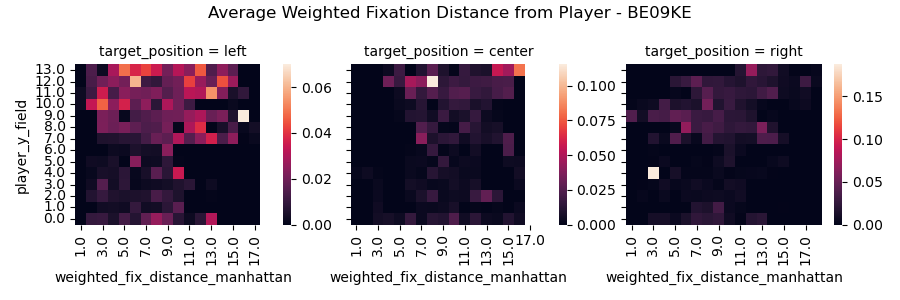 Average Weighted Fixation Distance from Player - BE09KE
target_position = left
target_position = center
target_position = right
player_y_field
13.0
12.0
11.0
10.0
9.0
8.0
7.0
6.0
5.0
4.0
3.0
2.0
1.0
0.0
1.0 3.0 5.0 7.0 9.0 11.0 13.0 15.0 17.0
weighted_fix_distance_manhattan
0.06
0.04
0.02
0.00
1.0 3.0 5.0 7.0 9.0 11.0 13.0 15.0 17.0
weighted_fix_distance_manhattan
0.100
0.075
0.050
0.025
0.000
1.0 3.0 5.0 7.0 9.0 11.0 13.0 15.0 17.0
weighted_fix_distance_manhattan
0.15
0.10
0.05
0.00